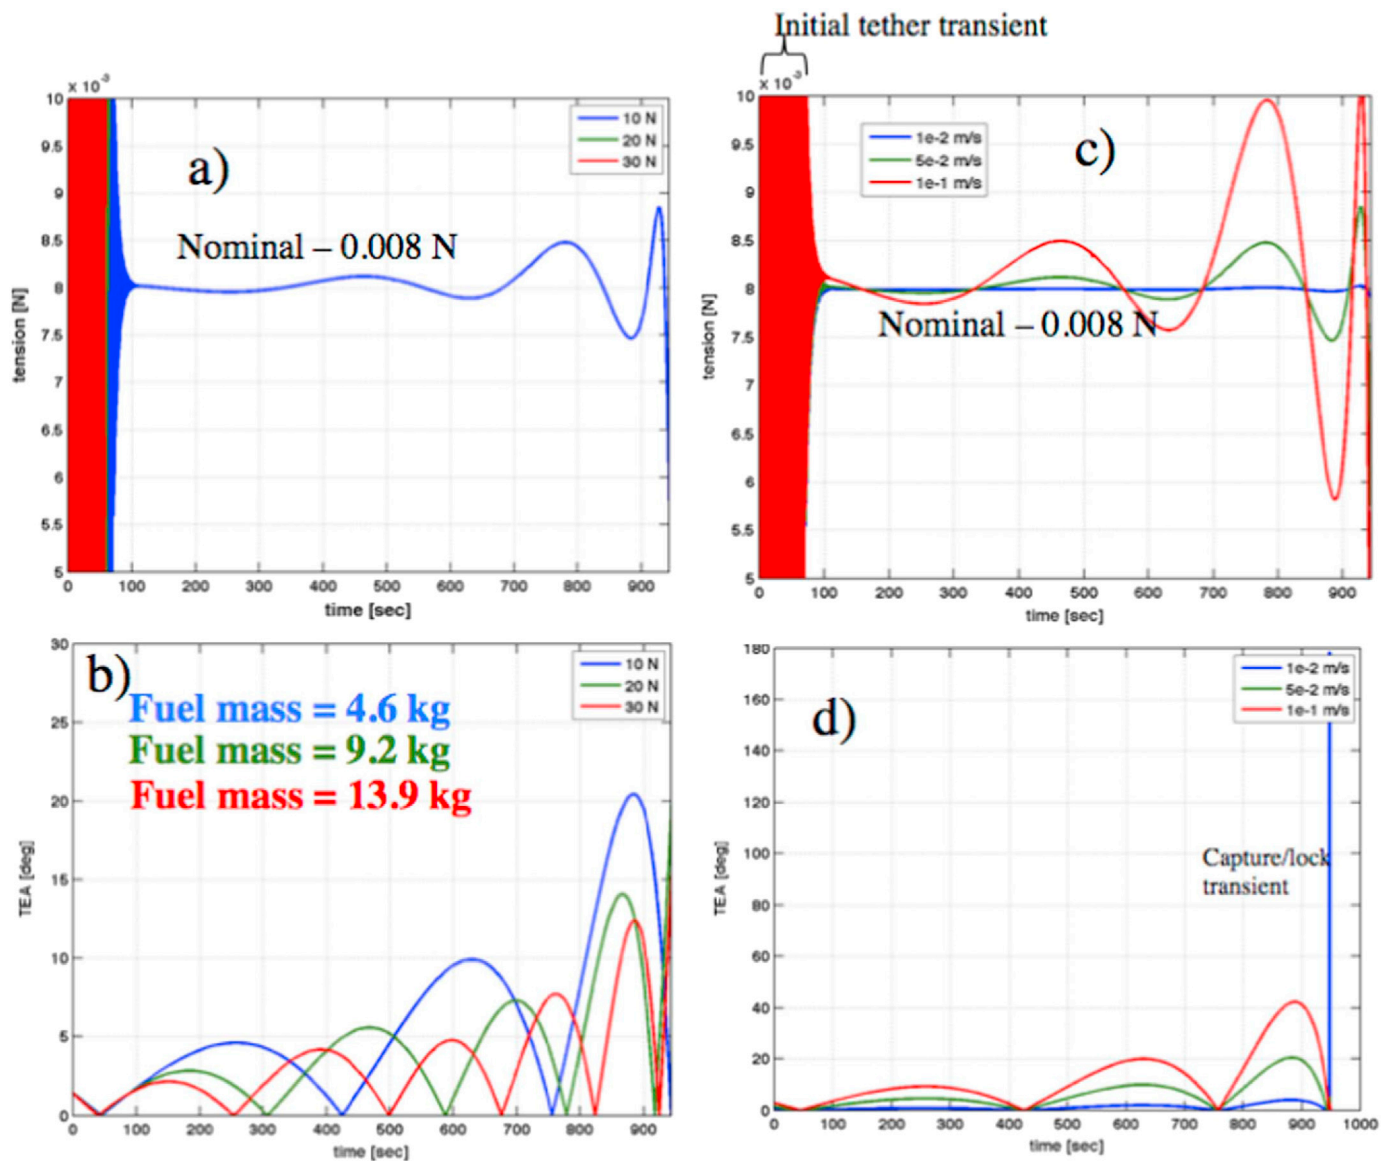 Initial tether transient
x 10⁻³
10
9.5
9
8.5
8
7.5
7
6.5
6
5.5
5
tension [N]
a)
10 N
20 N
30 N
Nominal – 0.008 N
0 100 200 300 400 500 600 700 800 900
time [sec]
x 10⁻³
10
9.5
9
8.5
8
7.5
7
6.5
6
5.5
5
tension [N]
1e-2 m/s
5e-2 m/s
1e-1 m/s
c)
Nominal – 0.008 N
0 100 200 300 400 500 600 700 800 900
time [sec]
30
25
20
15
10
5
0
TEA [deg]
b)
10 N
20 N
30 N
Fuel mass = 4.6 kg
Fuel mass = 9.2 kg
Fuel mass = 13.9 kg
0 100 200 300 400 500 600 700 800 900
time [sec]
180
160
140
120
100
80
60
40
20
0
TEA [deg]
d)
1e-2 m/s
5e-2 m/s
1e-1 m/s
Capture/lock
transient
0 100 200 300 400 500 600 700 800 900 1000
time [sec]